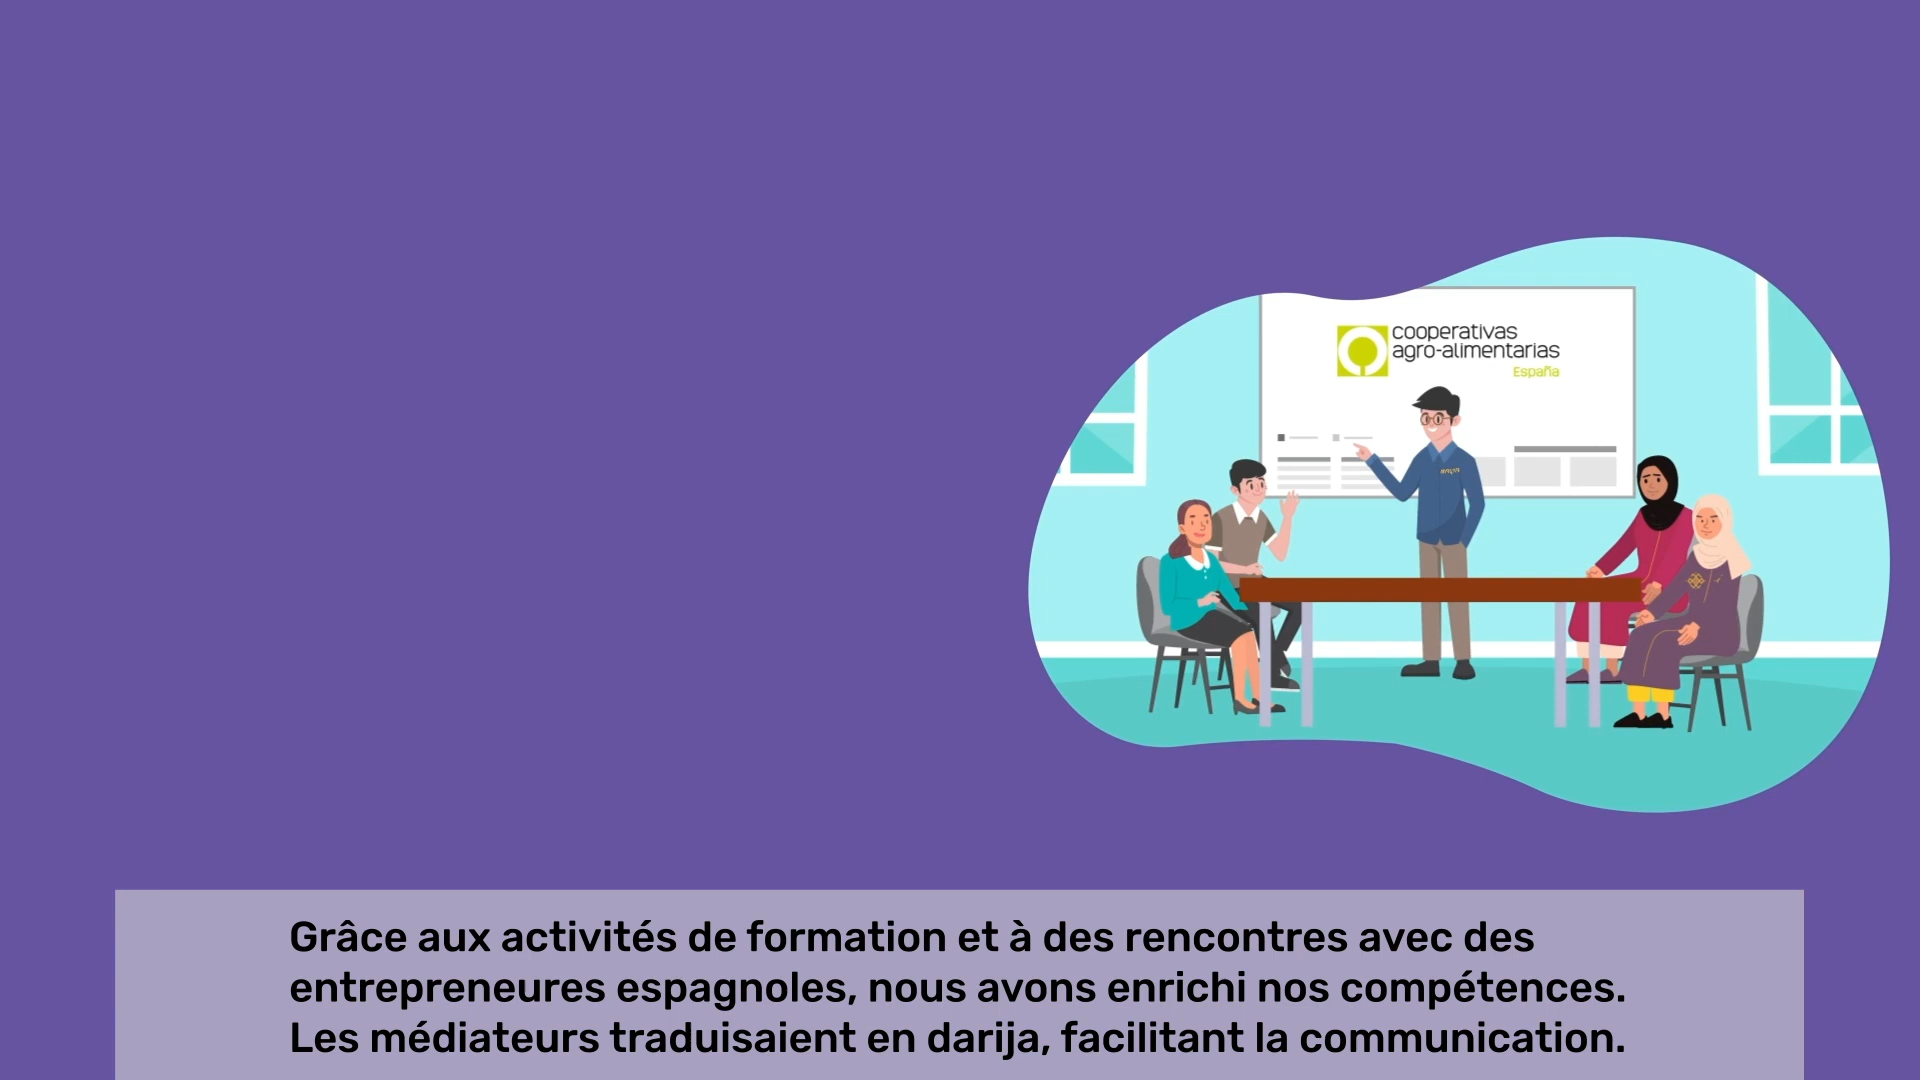 cooperativas
agro-alimentarias
España
Grâce aux activités de formation et à des rencontres avec des
entrepreneures espagnoles, nous avons enrichi nos compétences.
Les médiateurs traduisaient en darija, facilitant la communication.